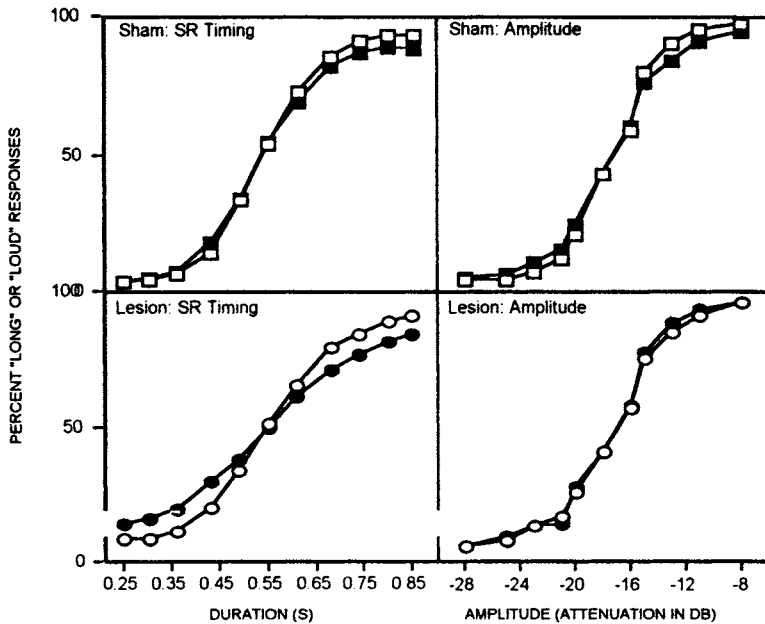 100
Sham: SR Timing
Sham: Amplitude
50
PERCENT "LONG" OR "LOUD" RESPONSES
100
Lesion: SR Timing
Lesion: Amplitude
50
0
0.25 0.35 0.45 0.55 0.65 0.75 0 85
-28 -24 -20 -16 -12 -8
DURATION (S)
AMPLITUDE (ATTENUATION IN DB)